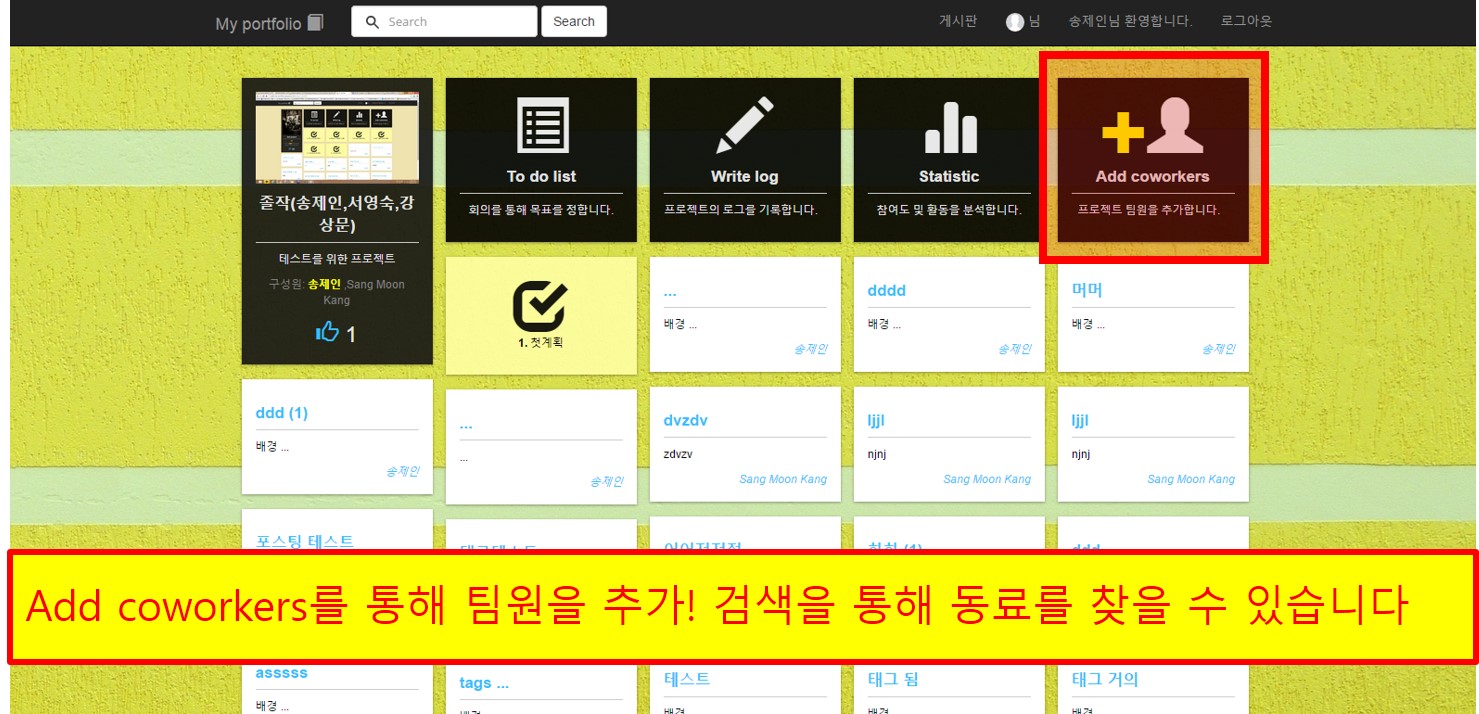 My portfolio
Search
Search
게시판
님
송제인님 환영합니다.
로그아웃
졸작(송제인,서영숙,강
상문)
테스트를 위한 프로젝트
구성원: 송제인 ,Sang Moon
Kang
1
To do list
회의를 통해 목표를 정합니다.
Write log
프로젝트의 로그를 기록합니다.
Statistic
참여도 및 활동을 분석합니다.
Add coworkers
프로젝트 팀원을 추가합니다.
1. 첫계획
...
배경 ...
송제인
dddd
배경 ...
송제인
머머
배경 ...
송제인
ddd (1)
배경 ...
송제인
...
...
송제인
dvzdv
zdvzv
Sang Moon Kang
ljjl
njnj
Sang Moon Kang
ljjl
njnj
Sang Moon Kang
포스팅 테스트
Add coworkers를 통해 팀원을 추가! 검색을 통해 동료를 찾을 수 있습니다
asssss
배경 ...
tags ...
테스트
배경
태그 됨
배경
태그 거의
배경